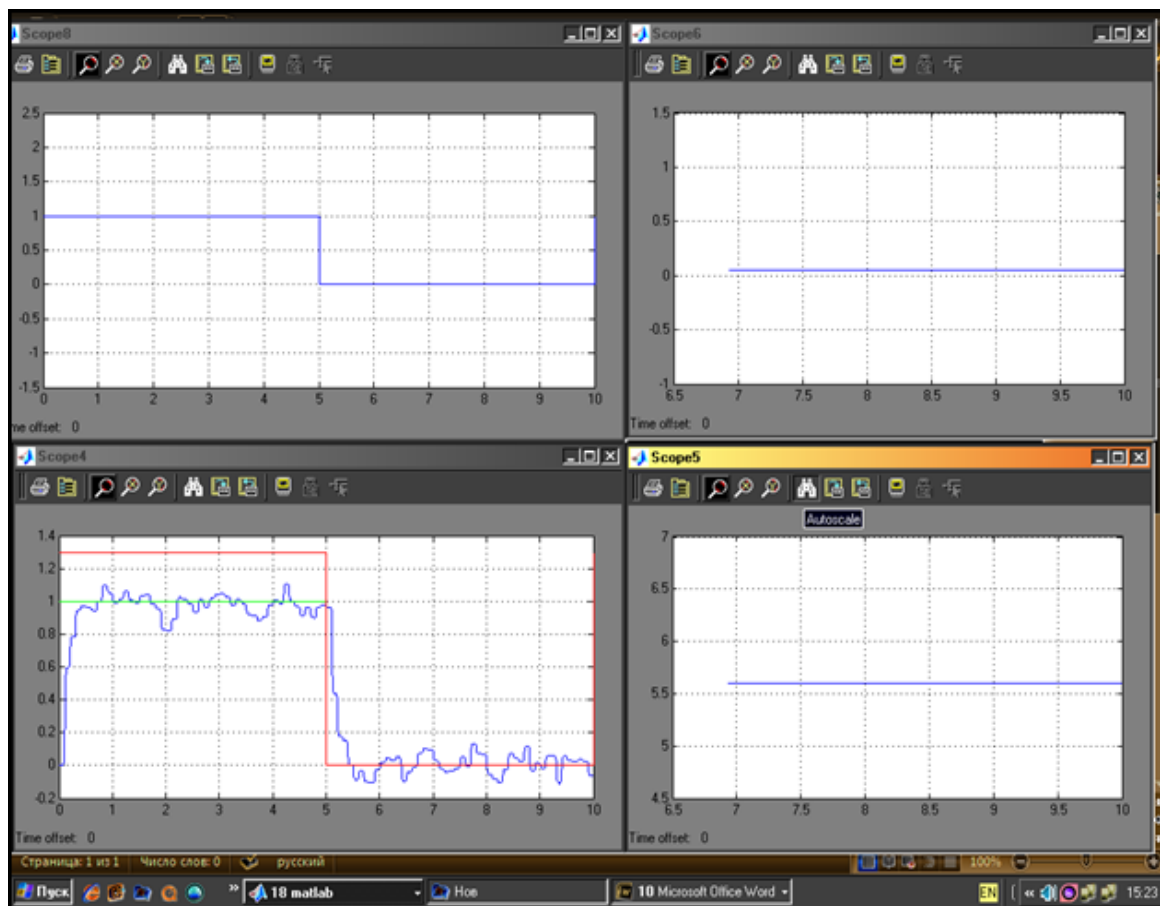 Scope8
2.5
2
1.5
1
0.5
0
-0.5
-1
-1.5
0 1 2 3 4 5 6 7 8 9 10
me offset: 0
Scope6
1.5
1
0.5
0
-0.5
-1
6.5 7 7.5 8 8.5 9 9.5 10
Time offset: 0
Scope4
1.4
1.2
1
0.8
0.6
0.4
0.2
0
-0.2
0 1 2 3 4 5 6 7 8 9 10
Time offset: 0
Scope5
Autoscale
7
6.5
6
5.5
5
4.5
6.5 7 7.5 8 8.5 9 9.5 10
Time offset: 0
Страница: 1 из 1 Число слов: 0 русский 100%
Пуск » 18 matlab Нов 10 Microsoft Office Word EN « 15:23